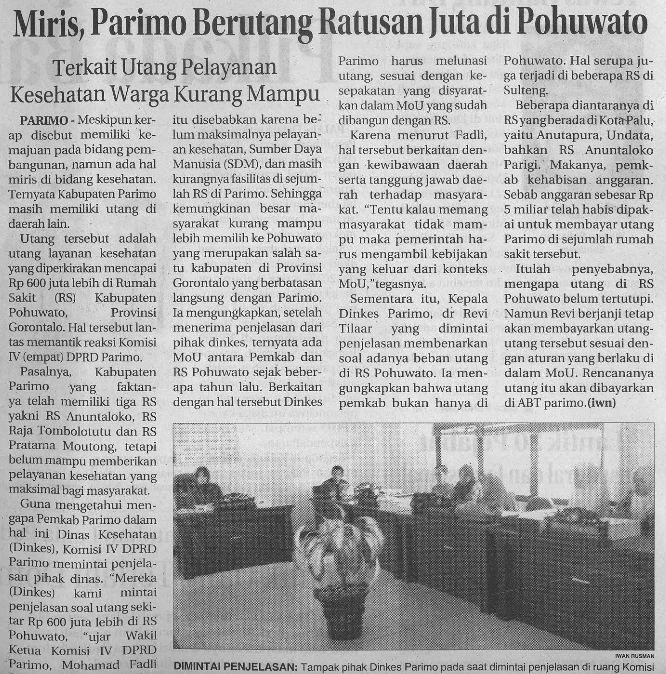 Miris, Parimo Berutang Ratusan Juta di Pohuwato
Terkait Utang Pelayanan
Kesehatan Warga Kurang Mampu
PARIMO - Meskipun ker-
ap disebut memiliki ke-
majuan pada bidang pem-
bangunan, namun ada hal
miris di bidang kesehatan.
Ternyata Kabupaten Parimo
masih memiliki utang di
daerah lain.
Utang tersebut adalah
utang layanan kesehatan
yang diperkirakan mencapai
Rp 600 juta lebih di Rumah
Sakit (RS) Kabupaten
Pohuwato, Provinsi
Gorontalo. Hal tersebut lan-
tas memantik reaksi Komisi
IV (empat) DPRD Parimo.
Pasalnya, Kabupaten
Parimo yang faktan-
ya telah memiliki tiga RS
yakni RS Anuntaloko, RS
Raja Tombolotutu dan RS
Pratama Moutong, tetapi
belum mampu memberikan
pelayanan kesehatan yang
maksimal bagi masyarakat.
Guna mengetahui men-
gapa Pemkab Parimo dalam
hal ini Dinas Kesehatan
(Dinkes), Komisi IV DPRD
Parimo memintai penjela-
san pihak dinas. “Mereka
(Dinkes) kami mintai
penjelasan soal utang seki-
tar Rp 600 juta lebih di RS
Pohuwato, “ujar Wakil
Ketua Komisi IV DPRD
Parimo, Mohamad Fadli
itu disebabkan karena be-
lum maksimalnya pelayan-
an kesehatan, Sumber Daya
Manusia (SDM), dan masih
kurangnya fasilitas di sejum-
lah RS di Parimo. Sehingga
kemungkinan besar ma-
syarakat kurang mampu
lebih memilih ke Pohuwato
yang merupakan salah sa-
tu kabupaten di Provinsi
Gorontalo yang berbatasan
langsung dengan Parimo.
Ia mengungkapkan, setelah
menerima penjelasan dari
pihak dinkes, ternyata ada
MoU antara Pemkab dan
RS Pohuwato sejak beber-
apa tahun lalu. Berkaitan
dengan hal tersebut Dinkes
Parimo harus melunasi
utang, sesuai dengan ke-
sepakatan yang disyarat-
kan dalam MoU yang sudah
dibangun dengan RS.
Karena menurut Fadli,
hal tersebut berkaitan den-
gan kewibawaan daerah
serta tanggung jawab dae-
rah terhadap masyara-
kat. “Tentu kalau memang
masyarakat tidak mam-
pu maka pemerintah ha-
rus mengambil kebijakan
yang keluar dari konteks
MoU,”tegasnya.
Sementara itu, Kepala
Dinkes Parimo, dr Revi
Tilaar yang dimintai
penjelasan membenarkan
soal adanya beban utang
di RS Pohuwato. Ia men-
gungkapkan bahwa utang
pemkab bukan hanya di
Pohuwato. Hal serupa ju-
ga terjadi di beberapa RS di
Sulteng.
Beberapa diantaranya di
RS yang berada di Kota Palu,
yaitu Anutapura, Undata,
bahkan RS Anuntaloko
Parigi. Makanya, pemk-
ab kehabisan anggaran.
Sebab anggaran sebesar Rp
5 miliar telah habis dipak-
ai untuk membayar utang
Parimo di sejumlah rumah
sakit tersebut.
Itulah penyebabnya,
mengapa utang di RS
Pohuwato belum tertutupi.
Namun Revi berjanji tetap
akan membayarkan utang-
utang tersebut sesuai den-
gan aturan yang berlaku di
dalam MoU. Rencananya
utang itu akan dibayarkan
di ABT parimo.(iwn)
IWAN RUSMAN
DIMINTAI PENJELASAN: Tampak pihak Dinkes Parimo pada saat dimintai penjelasan di ruang Komisi